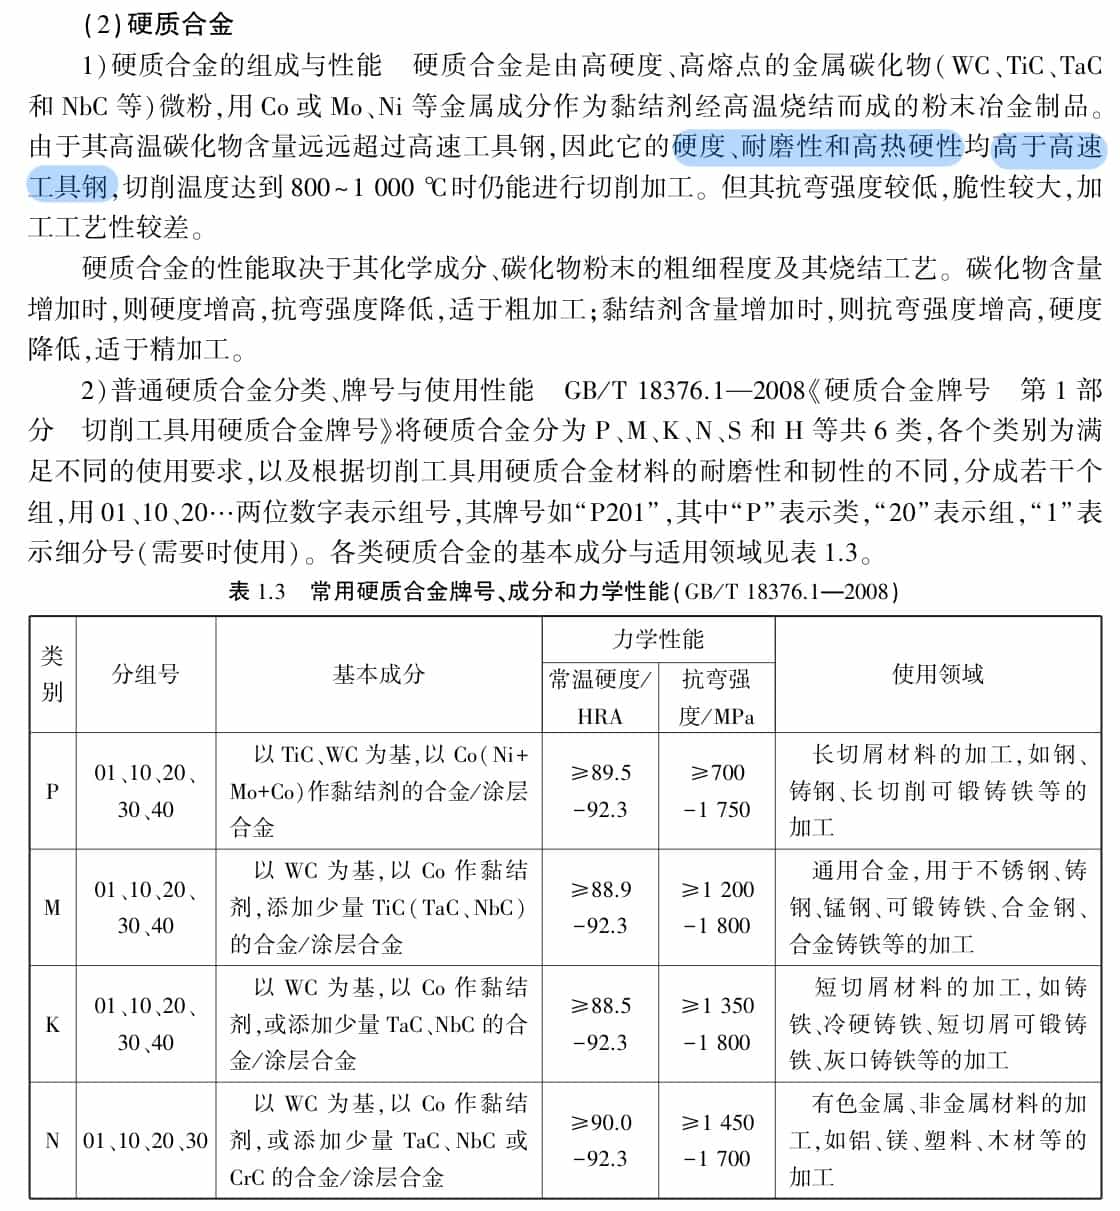 (2)硬质合金
1)硬质合金的组成与性能　硬质合金是由高硬度、高熔点的金属碳化物(WC、TiC、TaC
和NbC等)微粉,用Co或Mo、Ni等金属成分作为黏结剂经高温烧结而成的粉末冶金制品。
由于其高温碳化物含量远远超过高速工具钢,因此它的硬度、耐磨性和高热硬性均高于高速
工具钢,切削温度达到800~1 000 ℃时仍能进行切削加工。但其抗弯强度较低,脆性较大,加
工工艺性较差。
硬质合金的性能取决于其化学成分、碳化物粉末的粗细程度及其烧结工艺。碳化物含量
增加时,则硬度增高,抗弯强度降低,适于粗加工;黏结剂含量增加时,则抗弯强度增高,硬度
降低,适于精加工。
2)普通硬质合金分类、牌号与使用性能　GB/T 18376.1—2008《硬质合金牌号　第1部
分　切削工具用硬质合金牌号》将硬质合金分为P、M、K、N、S和H等共6类,各个类别为满
足不同的使用要求,以及根据切削工具用硬质合金材料的耐磨性和韧性的不同,分成若干个
组,用01、10、20…两位数字表示组号,其牌号如“P201”,其中“P”表示类,“20”表示组,“1”表
示细分号(需要时使用)。各类硬质合金的基本成分与适用领域见表1.3。
表1.3　常用硬质合金牌号、成分和力学性能(GB/T 18376.1—2008)
类
别
分组号
基本成分
力学性能
常温硬度/
HRA
抗弯强
度/MPa
使用领域
P
01、10、20、
30、40
以TiC、WC为基,以Co(Ni+
Mo+Co)作黏结剂的合金/涂层
合金
≥89.5
-92.3
≥700
-1 750
长切屑材料的加工,如钢、
铸钢、长切削可锻铸铁等的
加工
M
01、10、20、
30、40
以WC为基,以Co作黏结
剂,添加少量TiC(TaC、NbC)
的合金/涂层合金
≥88.9
-92.3
≥1 200
-1 800
通用合金,用于不锈钢、铸
钢、锰钢、可锻铸铁、合金钢、
合金铸铁等的加工
K
01、10、20、
30、40
以WC为基,以Co作黏结
剂,或添加少量TaC、NbC的合
金/涂层合金
≥88.5
-92.3
≥1 350
-1 800
短切屑材料的加工,如铸
铁、冷硬铸铁、短切屑可锻铸
铁、灰口铸铁等的加工
N
01、10、20、30
以WC为基,以Co作黏结
剂,或添加少量TaC、NbC或
CrC的合金/涂层合金
≥90.0
-92.3
≥1 450
-1 700
有色金属、非金属材料的加
工,如铝、镁、塑料、木材等的
加工